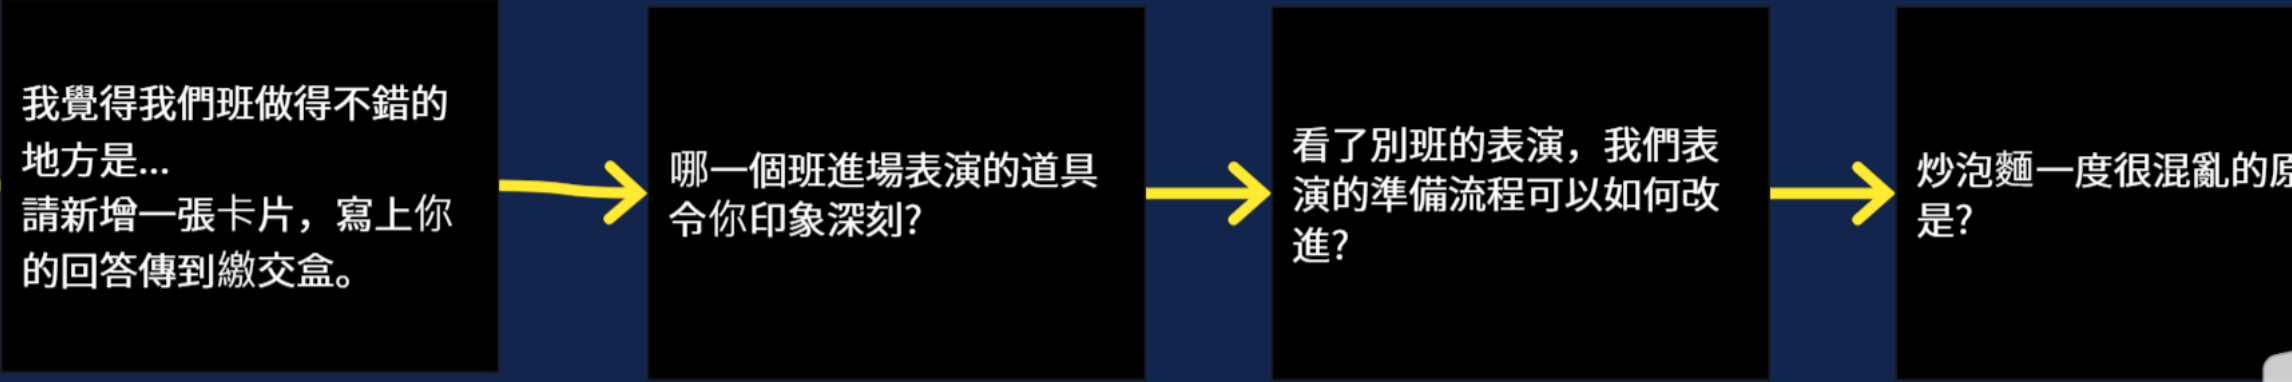 我覺得我們班做得不錯的
地方是...
請新增一張卡片，寫上你
的回答傳到繳交盒。
哪一個班進場表演的道具
令你印象深刻?
看了別班的表演，我們表
演的準備流程可以如何改
進?
炒泡麵一度很混亂的原
是?